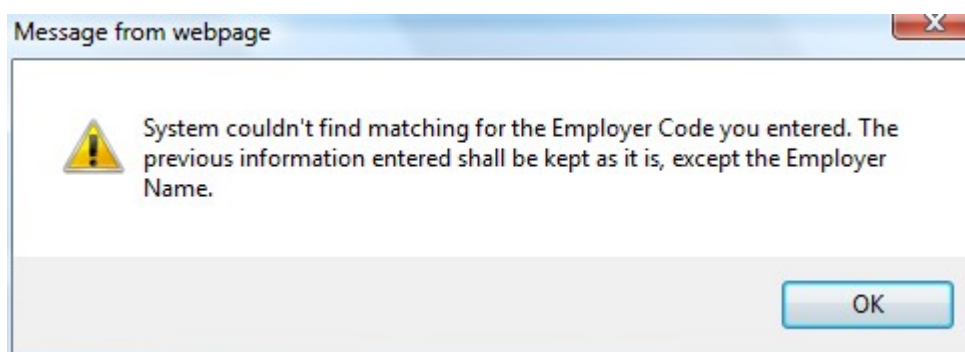 Message from webpage
X
System couldn't find matching for the Employer Code you entered. The
previous information entered shall be kept as it is, except the Employer
Name.
OK